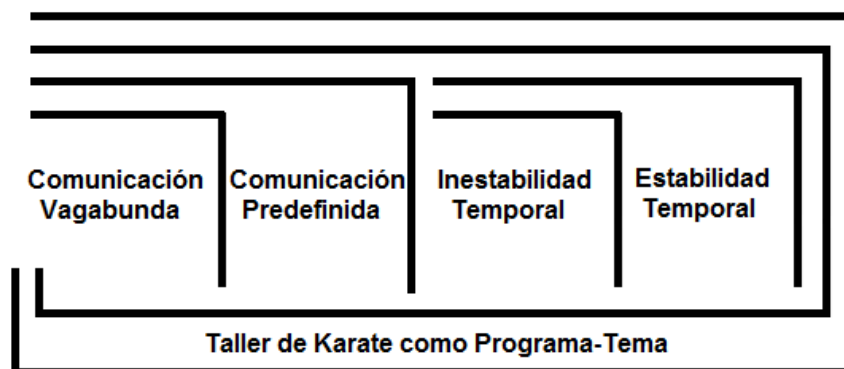 Comunicación
Vagabunda
Comunicación
Predefinida
Inestabilidad
Temporal
Estabilidad
Temporal
Taller de Karate como Programa-Tema